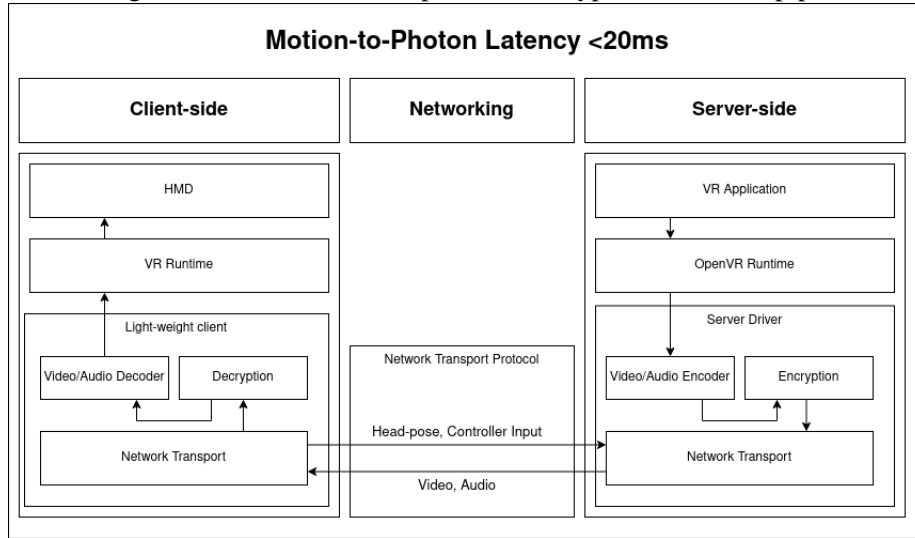 Motion-to-Photon Latency <20ms
Client-side
Networking
Server-side
HMD
VR Application
VR Runtime
OpenVR Runtime
Light-weight client
Server Driver
Network Transport Protocol
Video/Audio Decoder
Decryption
Video/Audio Encoder
Encryption
Head-pose, Controller Input
Network Transport
Network Transport
Video, Audio